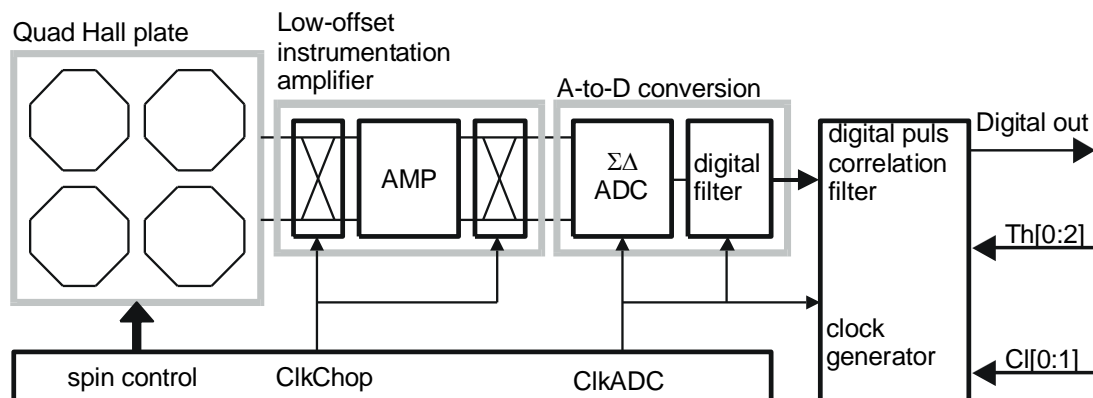 Quad Hall plate
Low-offset
instrumentation
amplifier
A-to-D conversion
AMP
ΣΔ
ADC
digital
filter
digital puls
correlation
filter
clock
generator
Digital out
Th[0:2]
Cl[0:1]
spin control
ClkChop
ClkADC